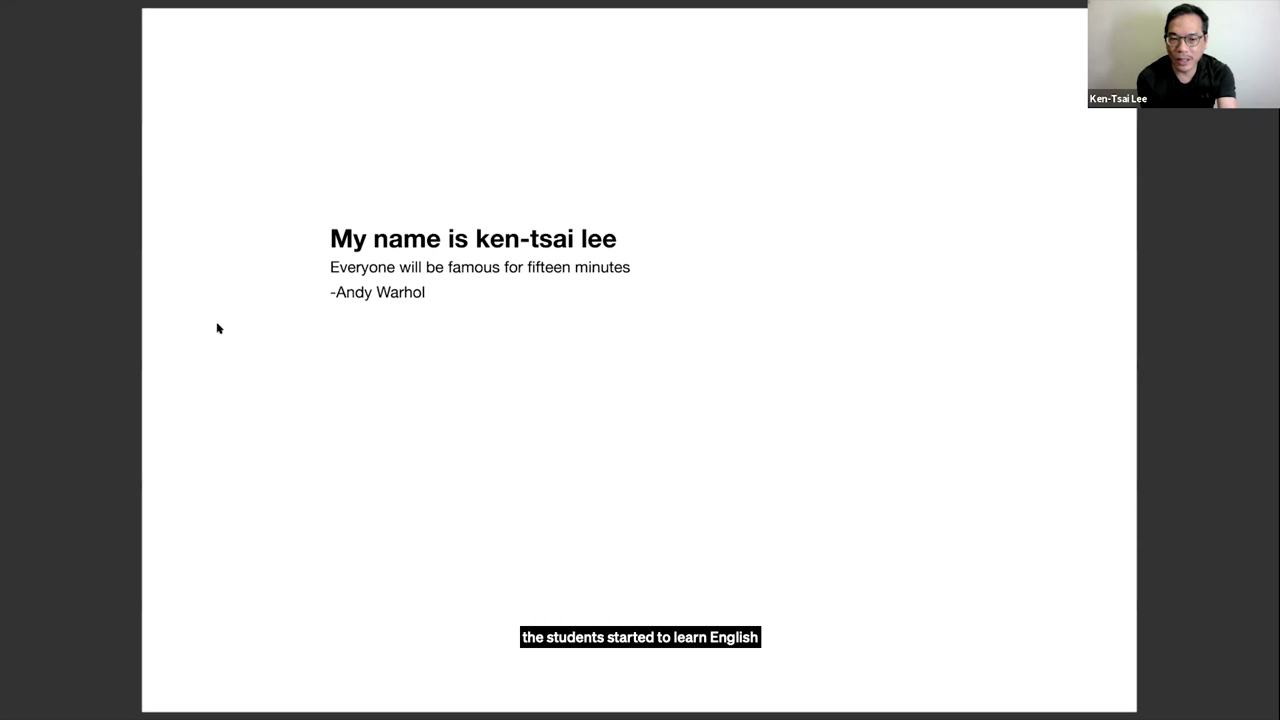 Ken-Tsai Lee
My name is ken-tsai lee
Everyone will be famous for fifteen minutes
-Andy Warhol
the students started to learn English